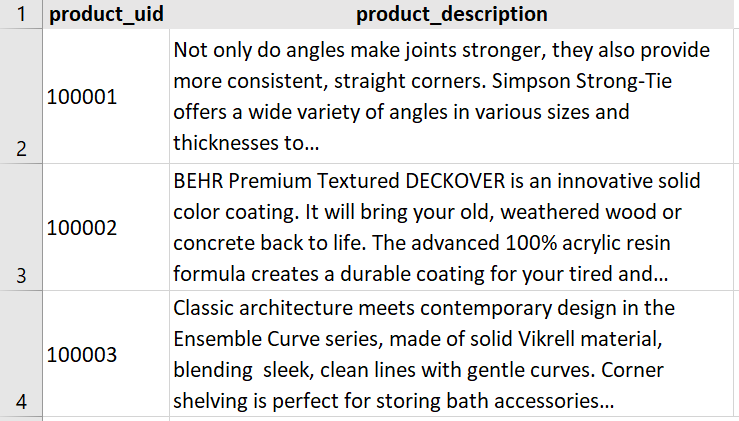 1 product_uid product_description
Not only do angles make joints stronger, they also provide
more consistent, straight corners. Simpson Strong-Tie
100001
offers a wide variety of angles in various sizes and
2 thicknesses to...
BEHR Premium Textured DECKOVER is an innovative solid
color coating. It will bring your old, weathered wood or
100002
concrete back to life. The advanced 100% acrylic resin
3 formula creates a durable coating for your tired and...
Classic architecture meets contemporary design in the
Ensemble Curve series, made of solid Vikrell material,
100003
blending  sleek, clean lines with gentle curves. Corner
4 shelving is perfect for storing bath accessories...